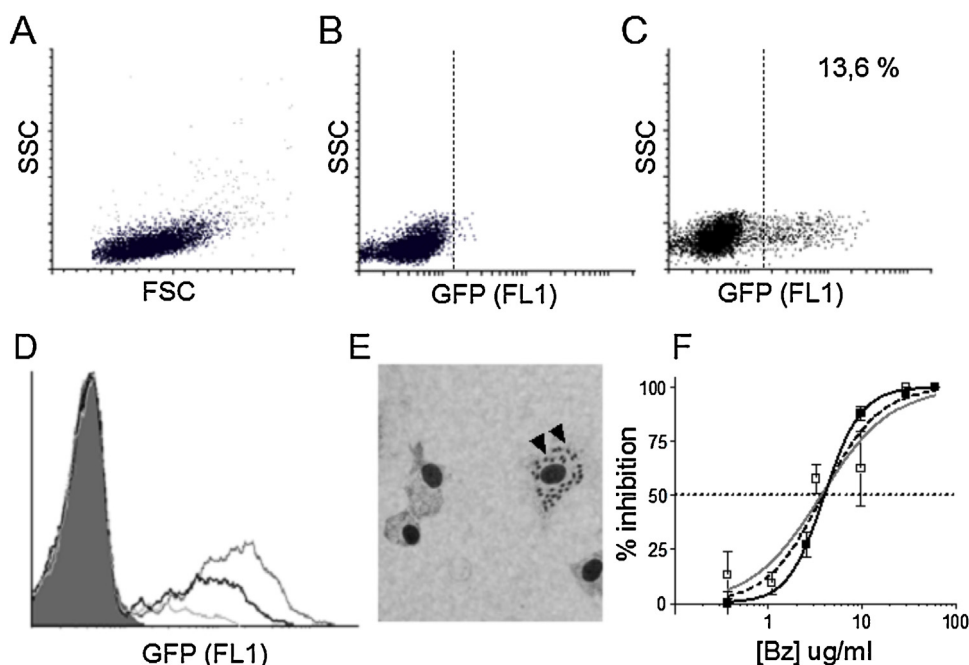 A
B
C
SSC
FSC
SSC
GFP (FL1)
13,6 %
SSC
GFP (FL1)
D
E
F
GFP (FL1)
% inhibition
100
75
50
25
0
1
10
100
[Bz] ug/ml